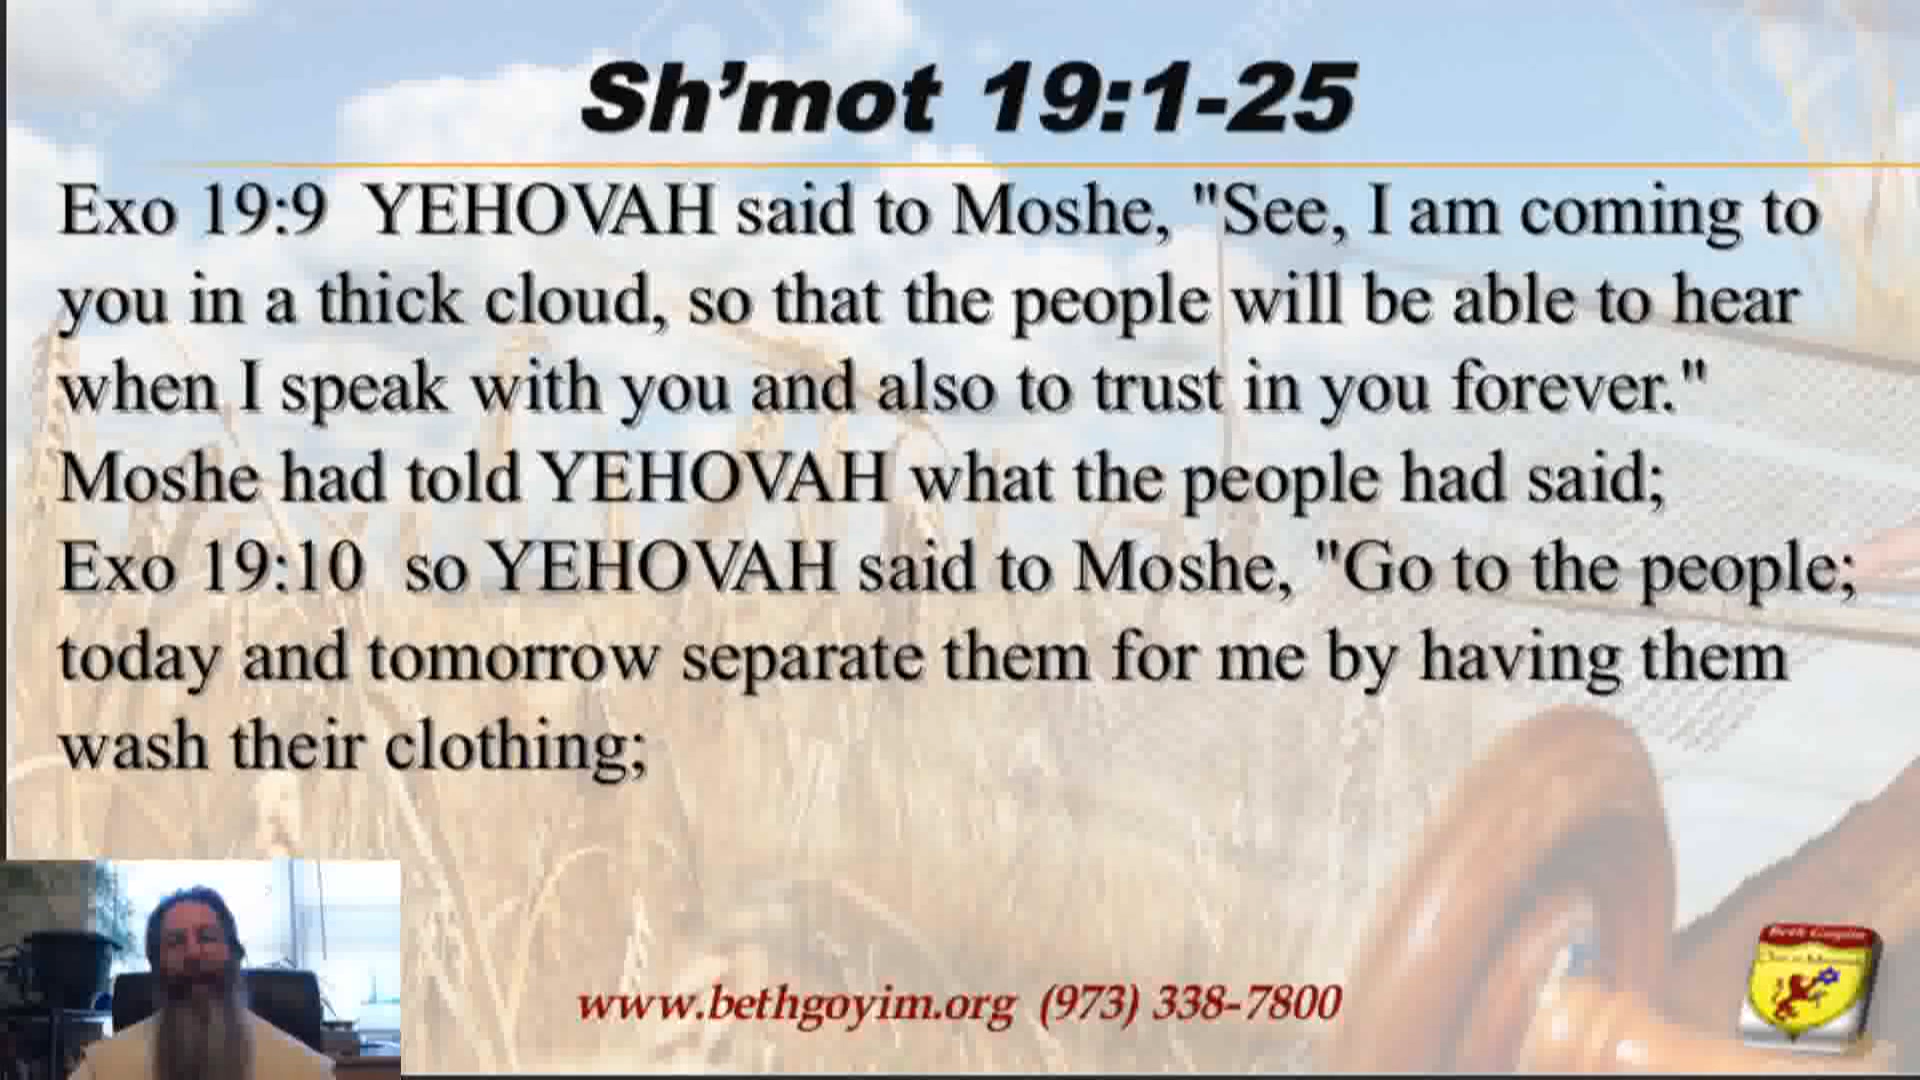 Sh’mot 19:1-25
Exo 19:9 YEHOVAH said to Moshe, "See, I am coming to
you in a thick cloud, so that the people will be able to hear
when I speak with you and also to trust in you forever."
Moshe had told YEHOVAH what the people had said;
Exo 19:10 so YEHOVAH said to Moshe, "Go to the people;
today and tomorrow separate them for me by having them
wash their clothing;
www.bethgoyim.org (973) 338-7800
Beth Goyim